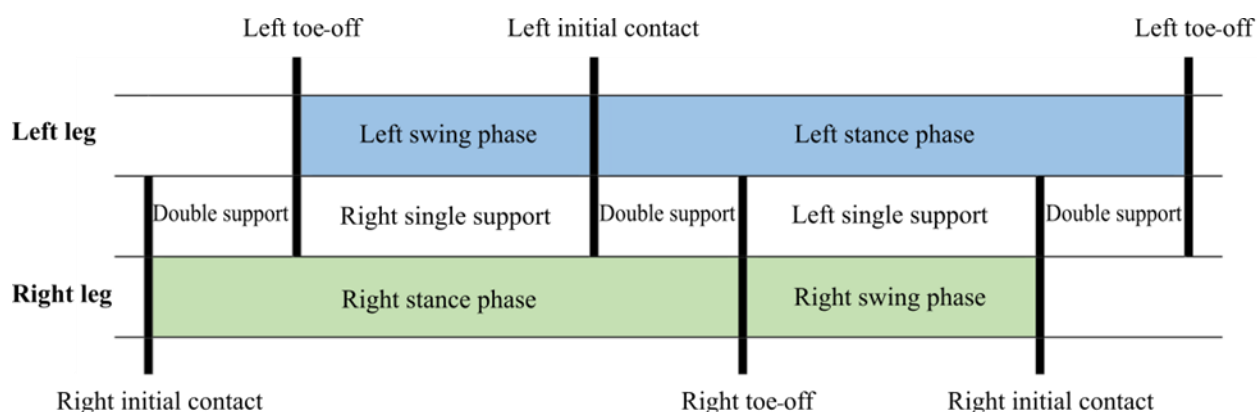 Left toe-off
Left initial contact
Left toe-off
Left leg
Left swing phase
Left stance phase
Double support
Right single support
Double support
Left single support
Double support
Right leg
Right stance phase
Right swing phase
Right initial contact
Right toe-off
Right initial contact